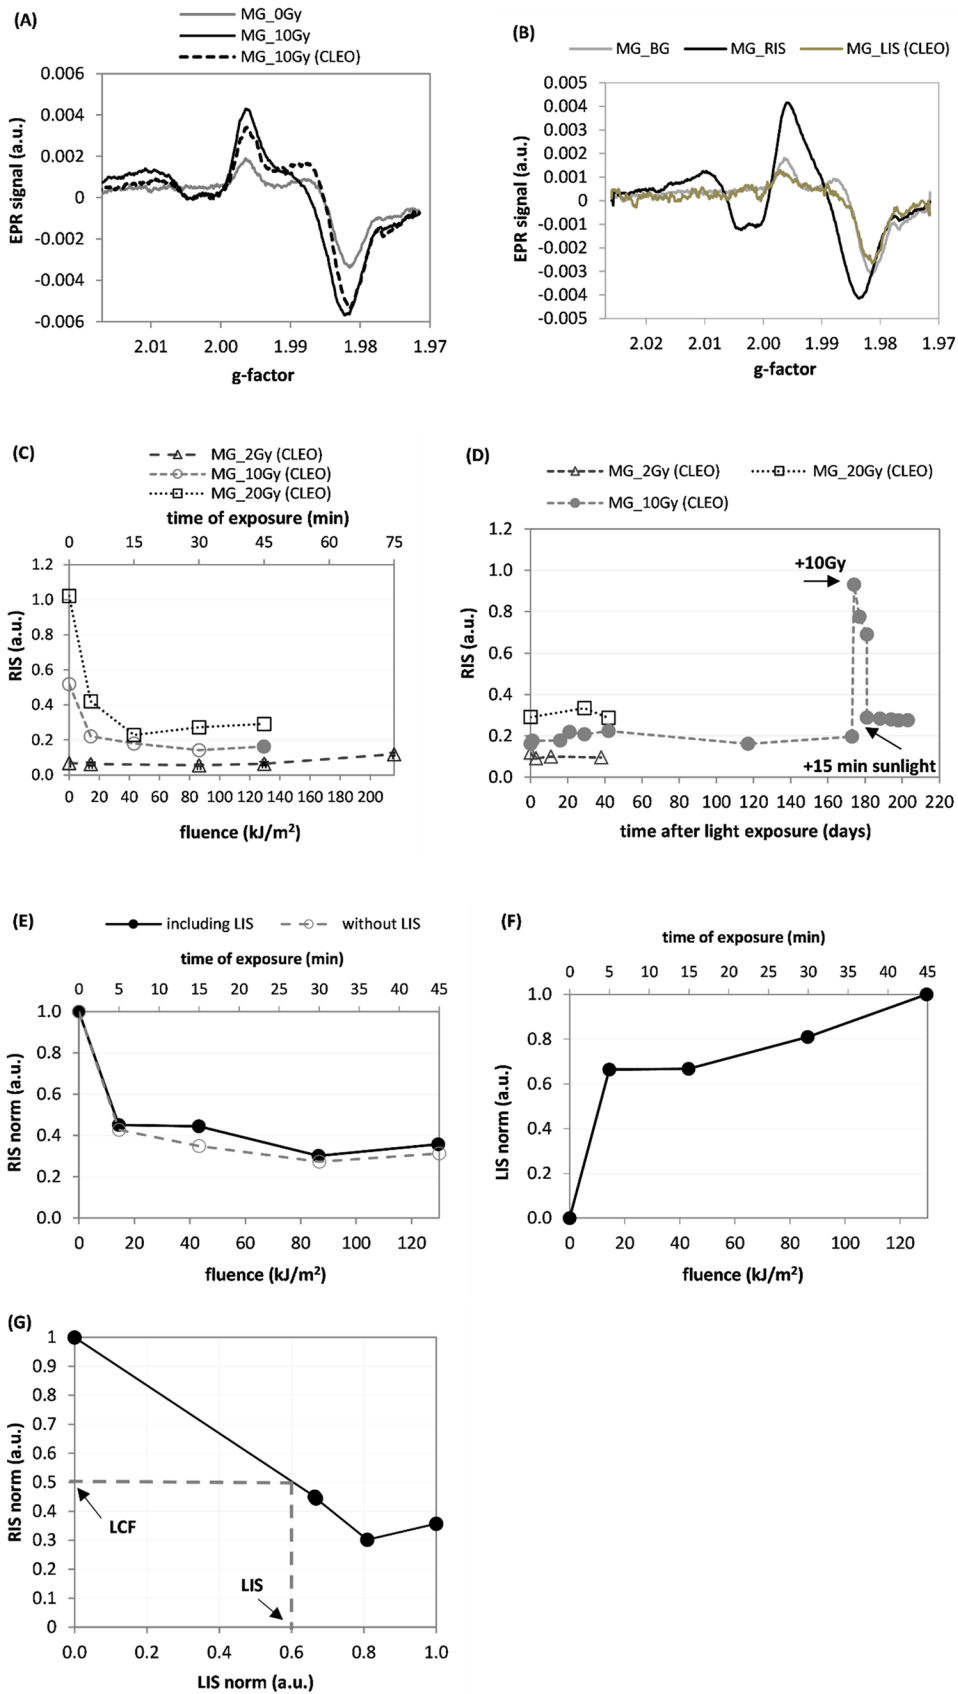 (A)
MG_0Gy
MG_10Gy
MG_10Gy (CLEO)
0.006
0.004
0.002
0
-0.002
-0.004
-0.006
EPR signal (a.u.)
2.01 2.00 1.99 1.98 1.97
g-factor
(B)
MG_BG MG_RIS MG_LIS (CLEO)
0.005
0.004
0.003
0.002
0.001
0
-0.001
-0.002
-0.003
-0.004
-0.005
EPR signal (a.u.)
2.02 2.01 2.00 1.99 1.98 1.97
g-factor
(C)
MG_2Gy (CLEO)
MG_10Gy (CLEO)
MG_20Gy (CLEO)
time of exposure (min)
0 15 30 45 60 75
1.2
1.0
0.8
0.6
0.4
0.2
0.0
RIS (a.u.)
0 20 40 60 80 100 120 140 160 180 200
fluence (kJ/m²)
(D)
MG_2Gy (CLEO) MG_20Gy (CLEO)
MG_10Gy (CLEO)
1.2
1.0
0.8
0.6
0.4
0.2
0.0
RIS (a.u.)
+10Gy
+15 min sunlight
0 20 40 60 80 100 120 140 160 180 200 220
time after light exposure (days)
(E)
including LIS without LIS
time of exposure (min)
0 5 10 15 20 25 30 35 40 45
1.0
0.8
0.6
0.4
0.2
0.0
RIS norm (a.u.)
0 20 40 60 80 100 120
fluence (kJ/m²)
(F)
time of exposure (min)
0 5 10 15 20 25 30 35 40 45
1.0
0.8
0.6
0.4
0.2
0.0
LIS norm (a.u.)
0 20 40 60 80 100 120
fluence (kJ/m²)
(G)
1
0.9
0.8
0.7
0.6
0.5
0.4
0.3
0.2
0.1
0
RIS norm (a.u.)
LCF
LIS
0.0 0.2 0.4 0.6 0.8 1.0
LIS norm (a.u.)